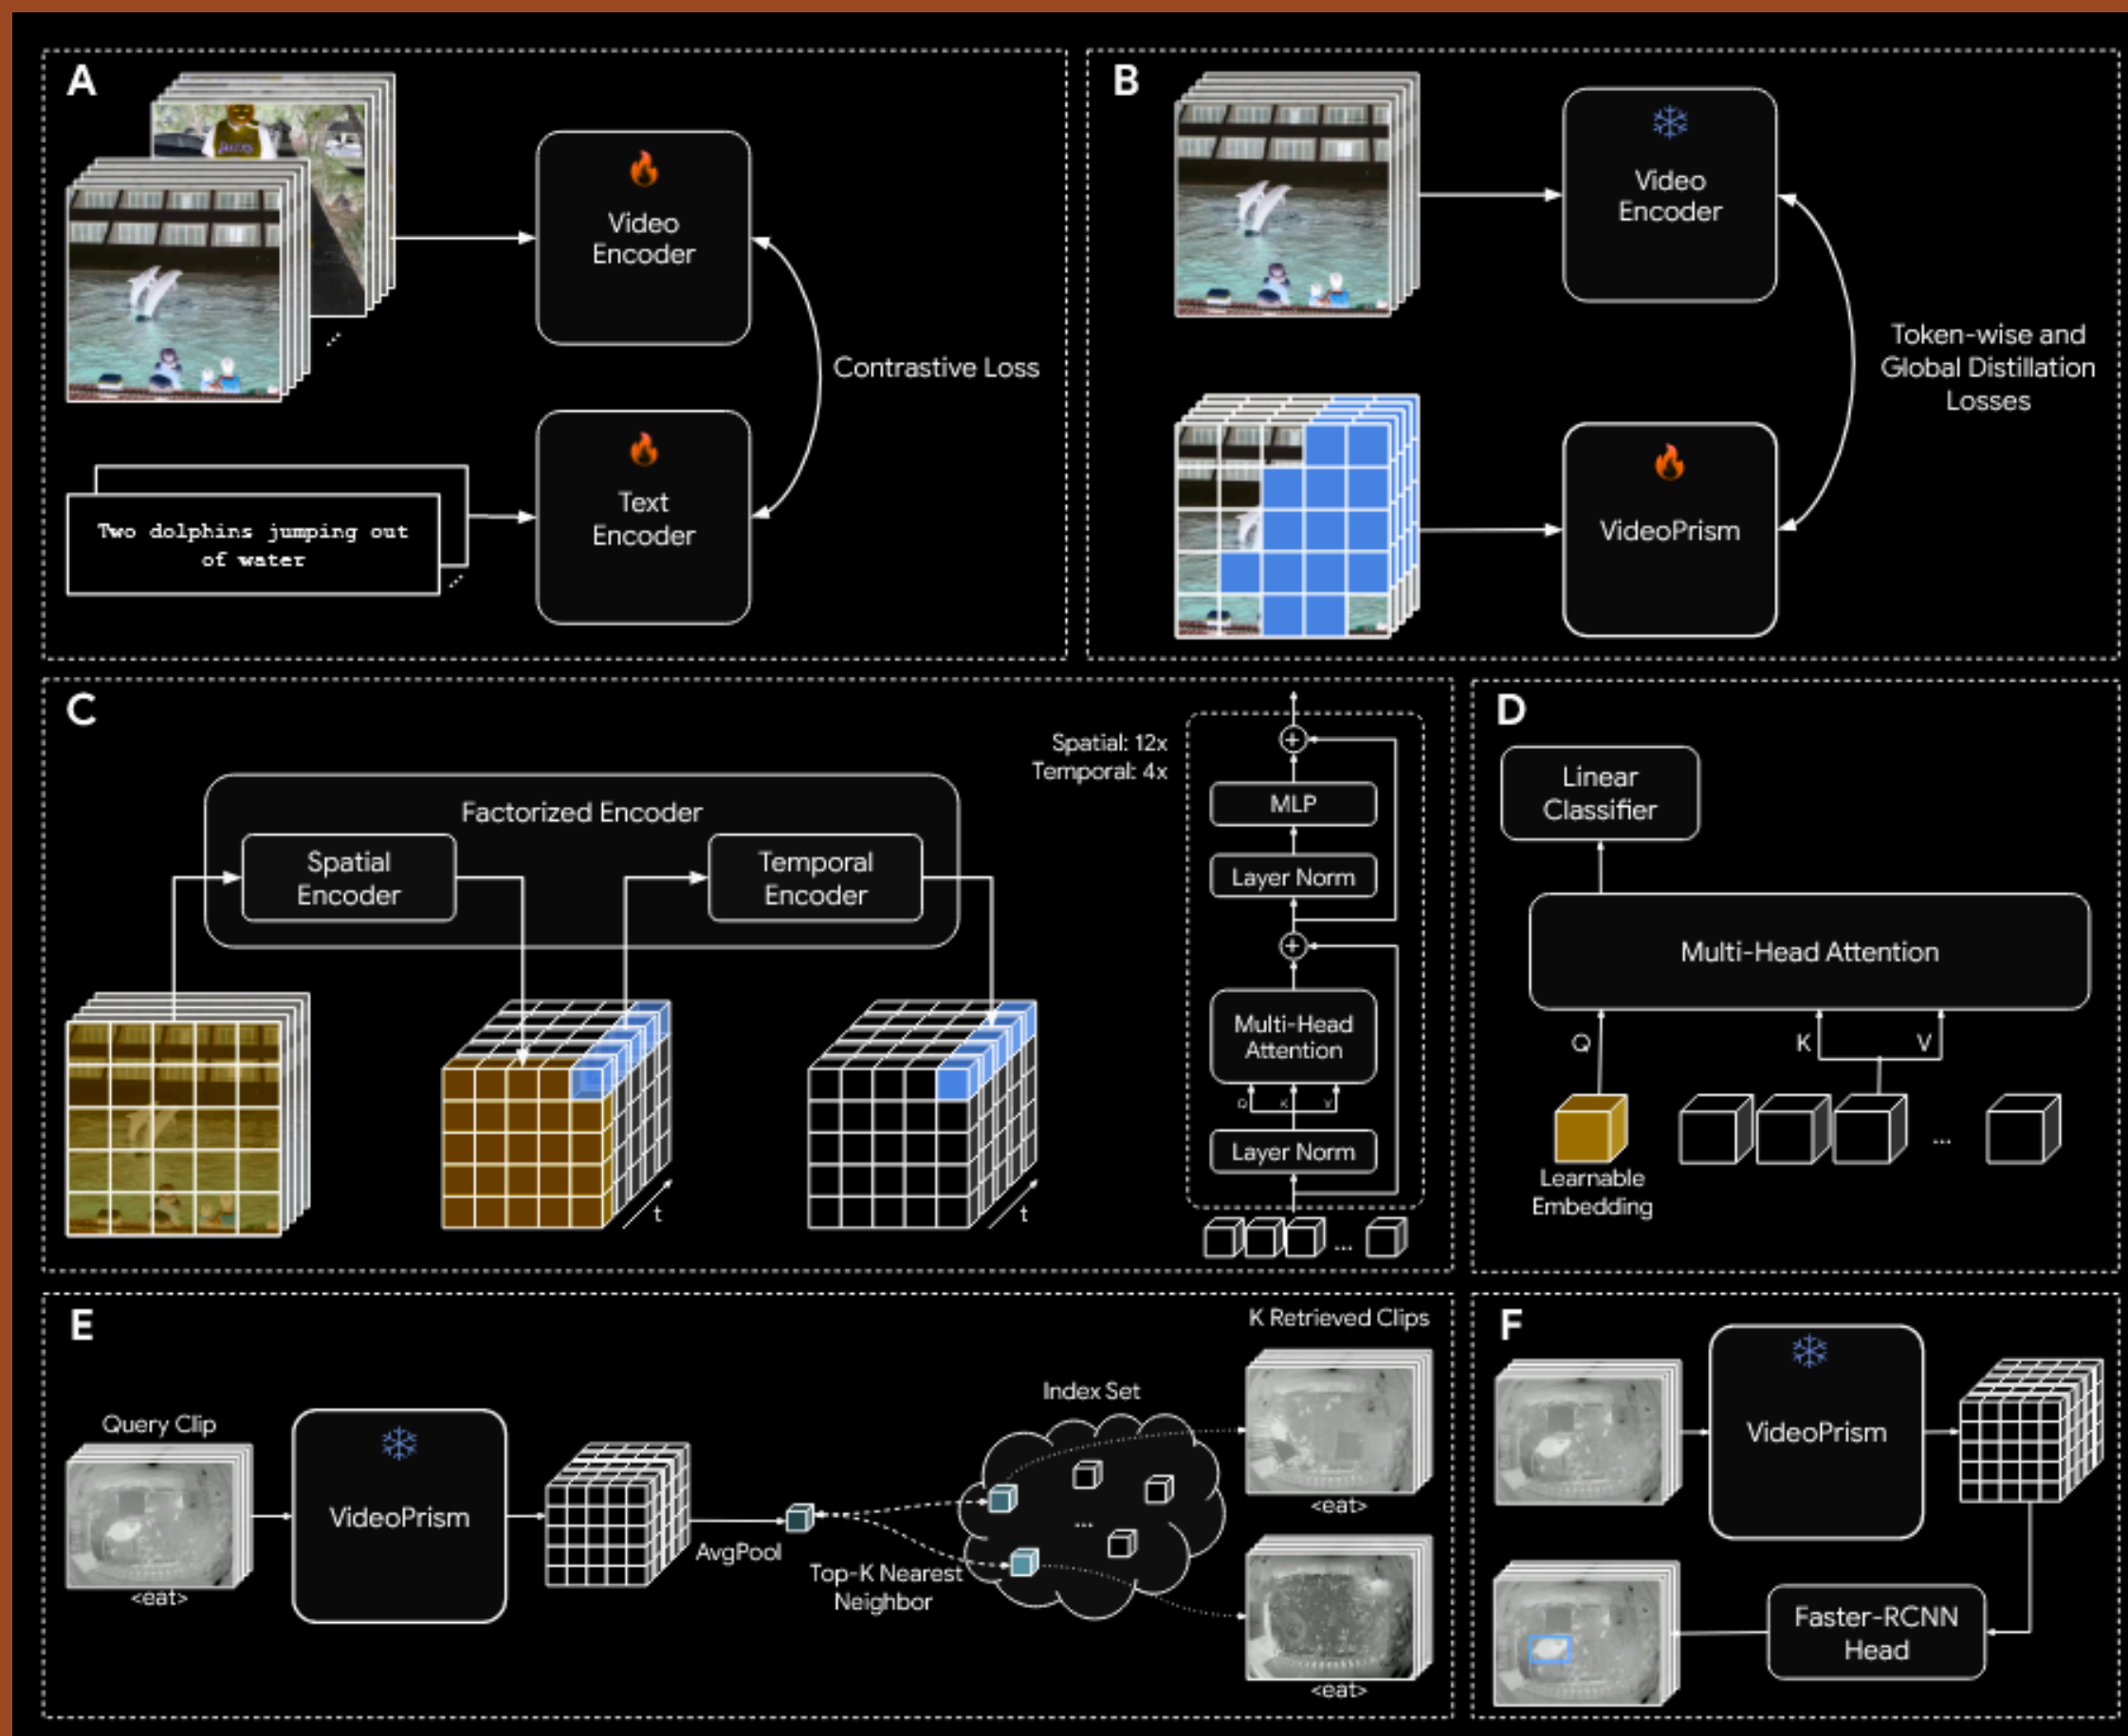 A
Video
Encoder
Contrastive Loss
Text
Encoder
Two dolphins jumping out
of water
B
Video
Encoder
Token-wise and
Global Distillation
Losses
VideoPrism
C
Factorized Encoder
Spatial
Encoder
Temporal
Encoder
t
t
Spatial: 12x
Temporal: 4x
MLP
Layer Norm
Multi-Head
Attention
Q K V
Layer Norm
...
D
Linear
Classifier
Multi-Head Attention
Q K V
...
Learnable
Embedding
E
Query Clip
<eat>
VideoPrism
AvgPool
Top-K Nearest
Neighbor
Index Set
...
K Retrieved Clips
<eat>
<eat>
F
VideoPrism
Faster-RCNN
Head